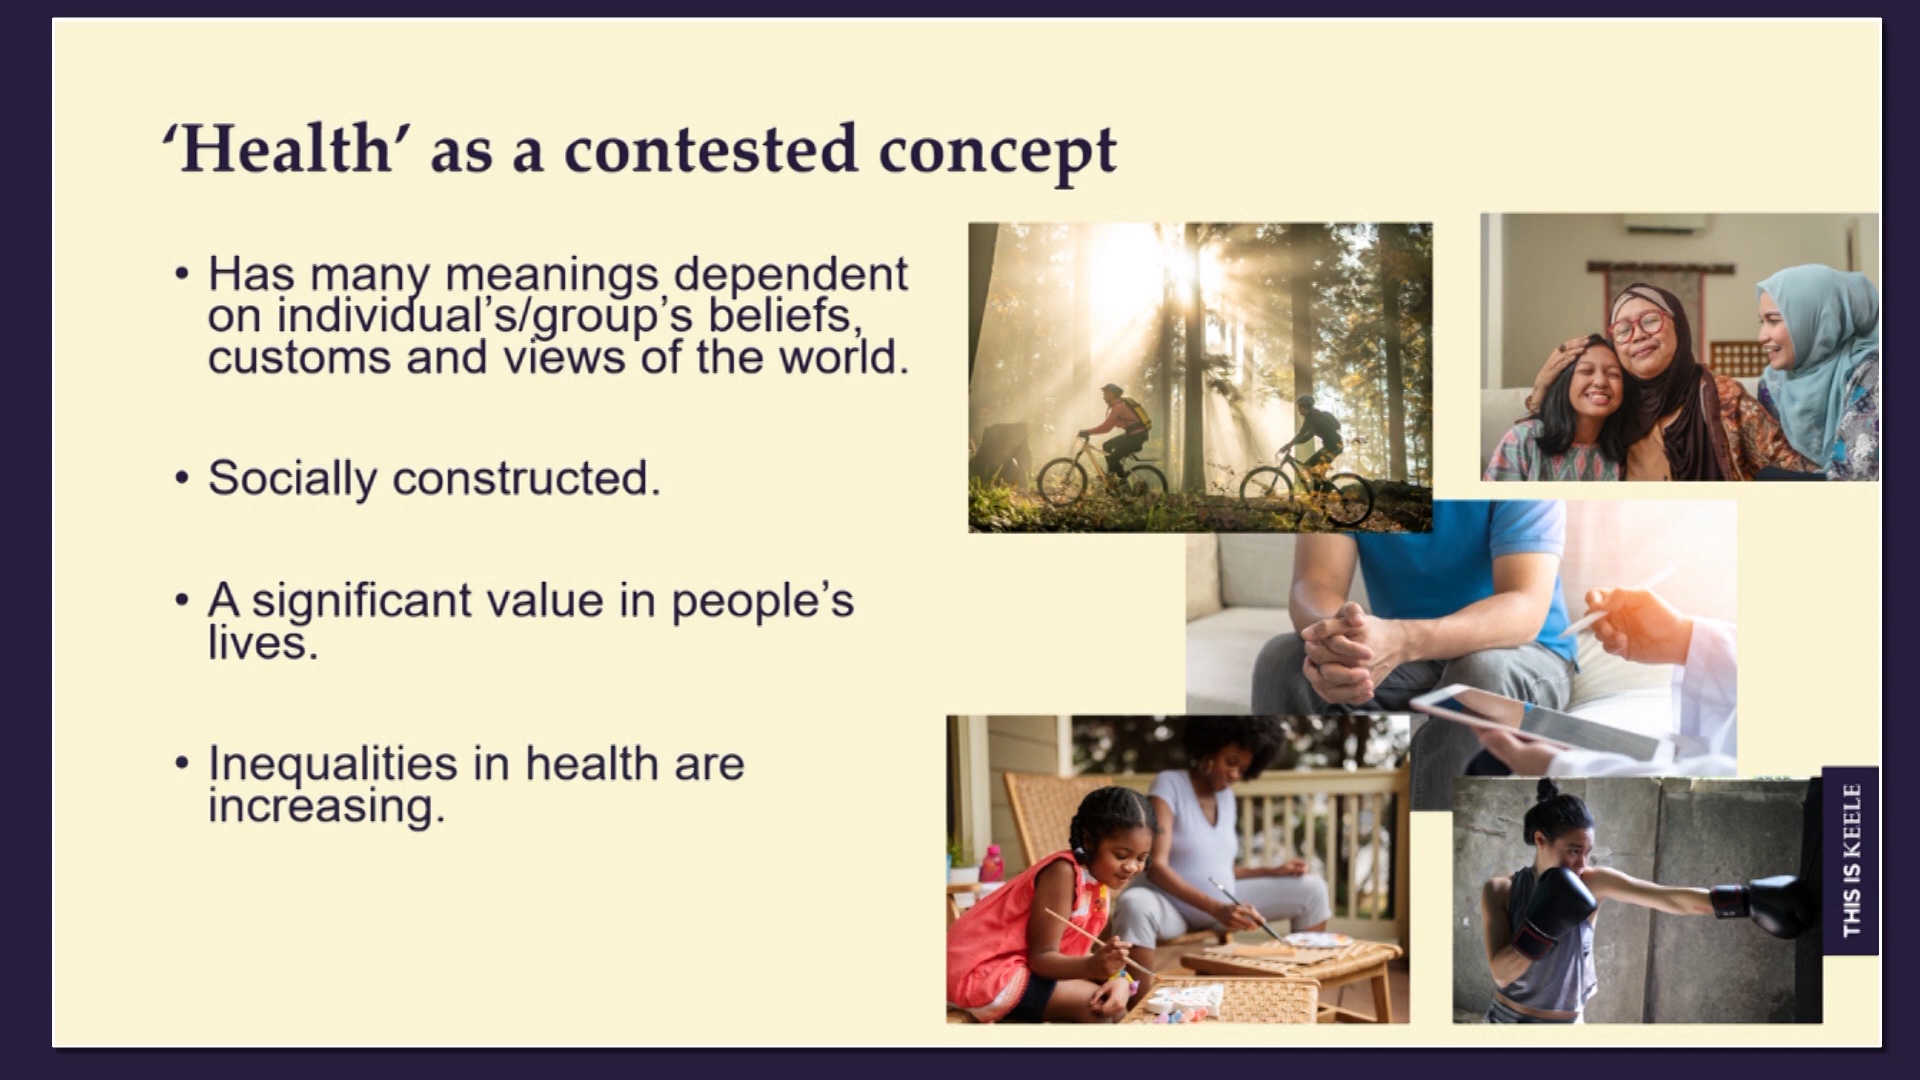 ‘Health’ as a contested concept
• Has many meanings dependent
on individual’s/group’s beliefs,
customs and views of the world.
• Socially constructed.
• A significant value in people’s
lives.
• Inequalities in health are
increasing.
THIS IS KEELE